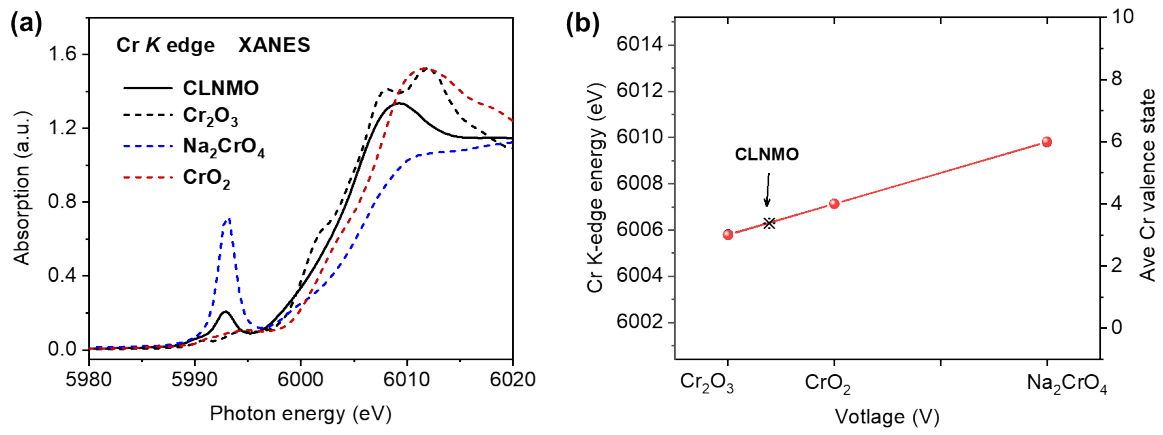 (a)
Cr K edge XANES
CLNMO
Cr₂O₃
Na₂CrO₄
CrO₂
Absorption (a.u.)
1.6
1.2
0.8
0.4
0.0
5980
5990
6000
6010
6020
Photon energy (eV)
(b)
Cr K-edge energy (eV)
6014
6012
6010
6008
6006
6004
6002
CLNMO
10
8
6
4
2
0
Ave Cr valence state
Cr₂O₃
CrO₂
Na₂CrO₄
Votlage (V)